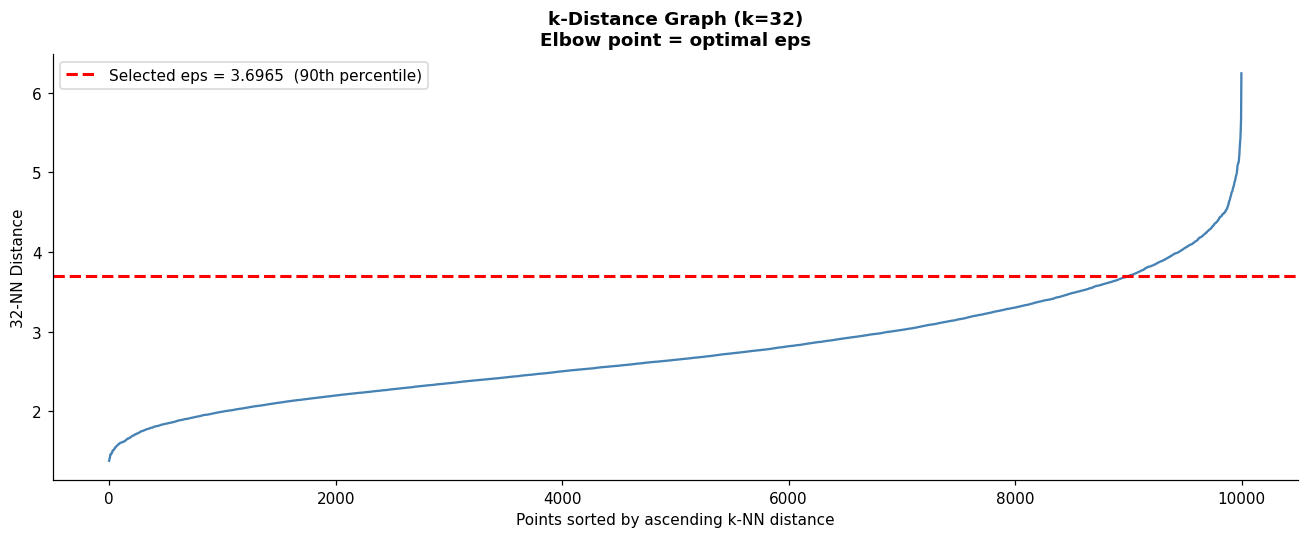 k-Distance Graph (k=32)
Elbow point = optimal eps
Selected eps = 3.6965  (90th percentile)
6
5
4
3
2
32-NN Distance
0
2000
4000
6000
8000
10000
Points sorted by ascending k-NN distance